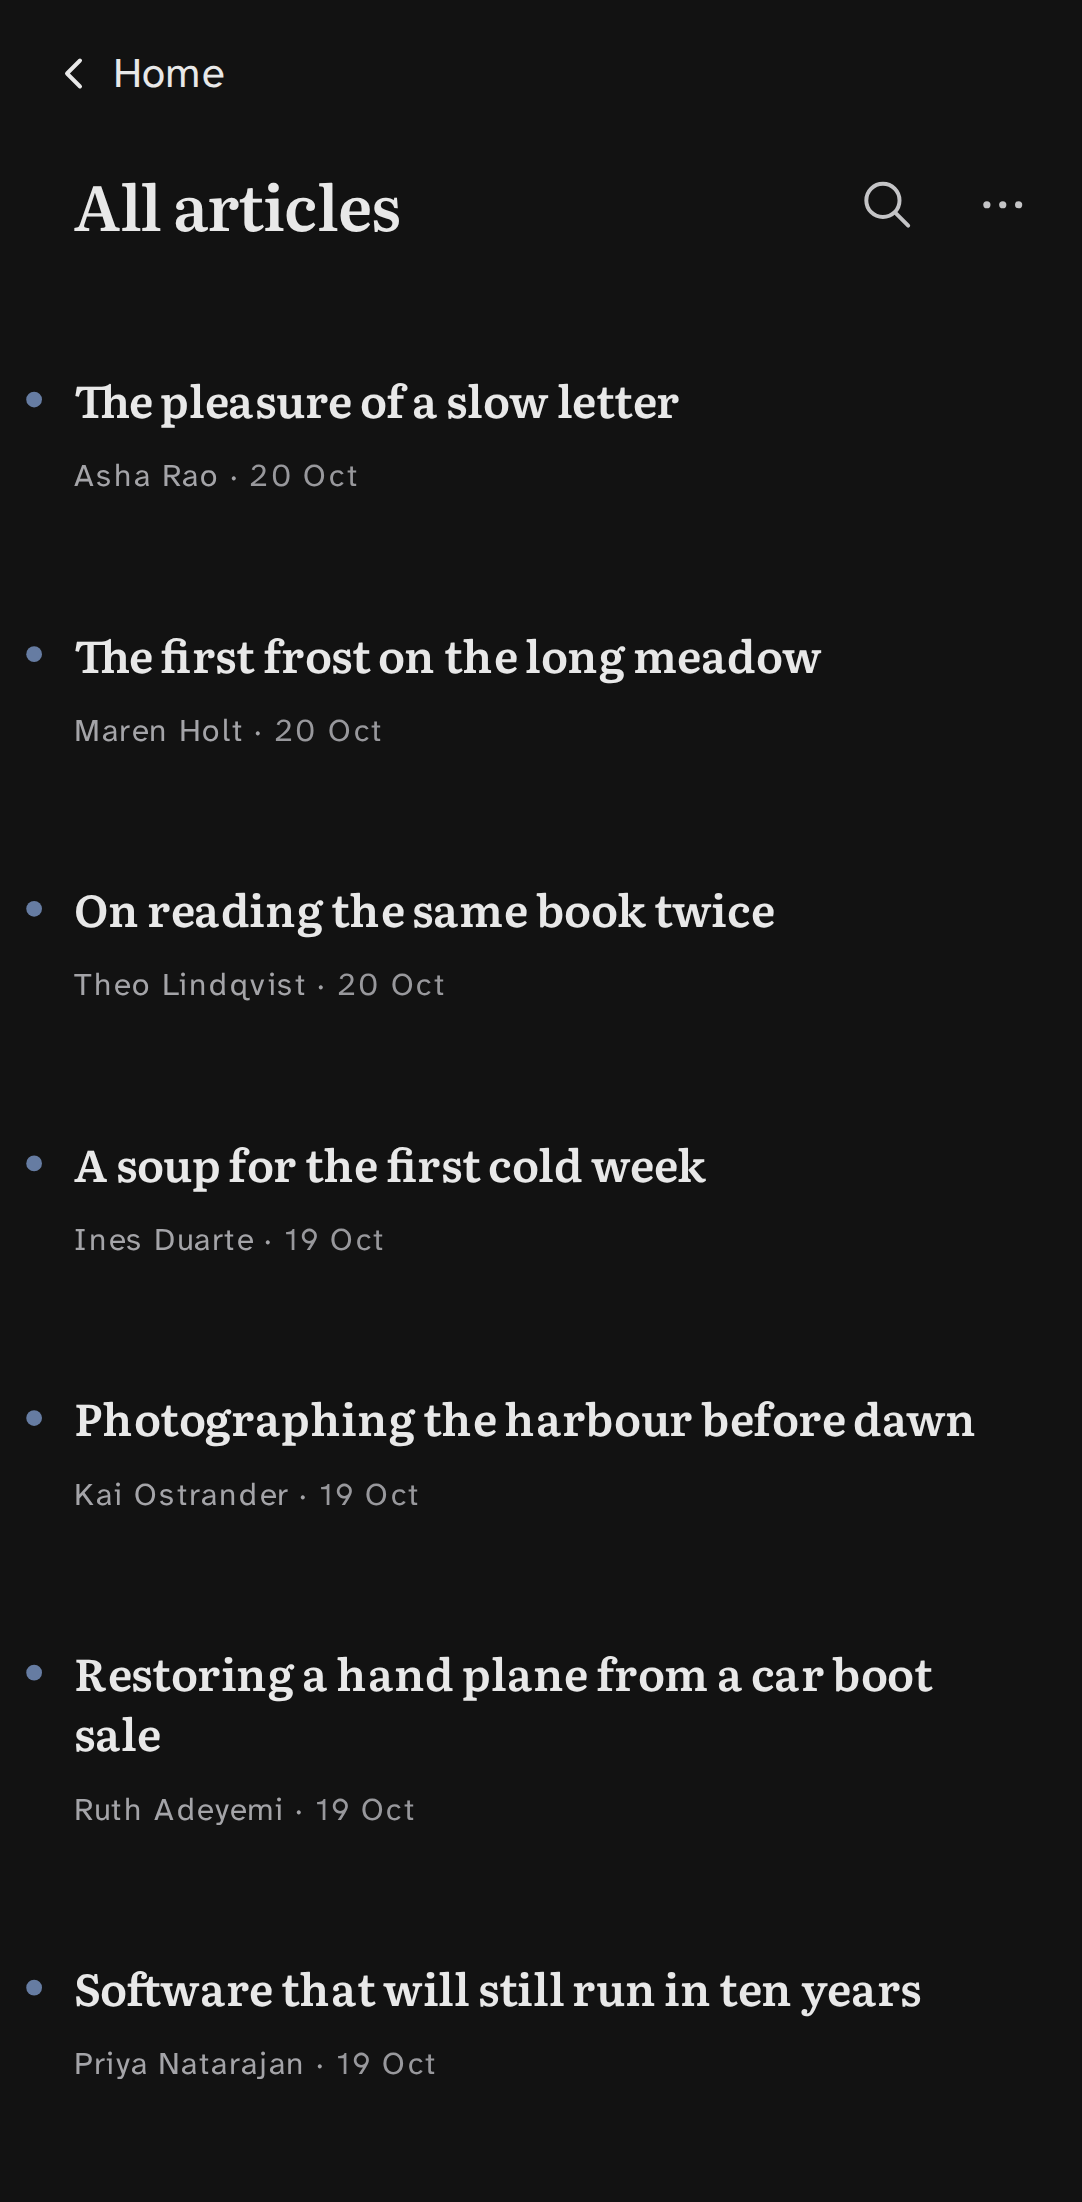 Home
All articles
The pleasure of a slow letter
Asha Rao · 20 Oct
The first frost on the long meadow
Maren Holt · 20 Oct
On reading the same book twice
Theo Lindqvist · 20 Oct
A soup for the first cold week
Ines Duarte · 19 Oct
Photographing the harbour before dawn
Kai Ostrander · 19 Oct
Restoring a hand plane from a car boot
sale
Ruth Adeyemi · 19 Oct
Software that will still run in ten years
Priya Natarajan · 19 Oct